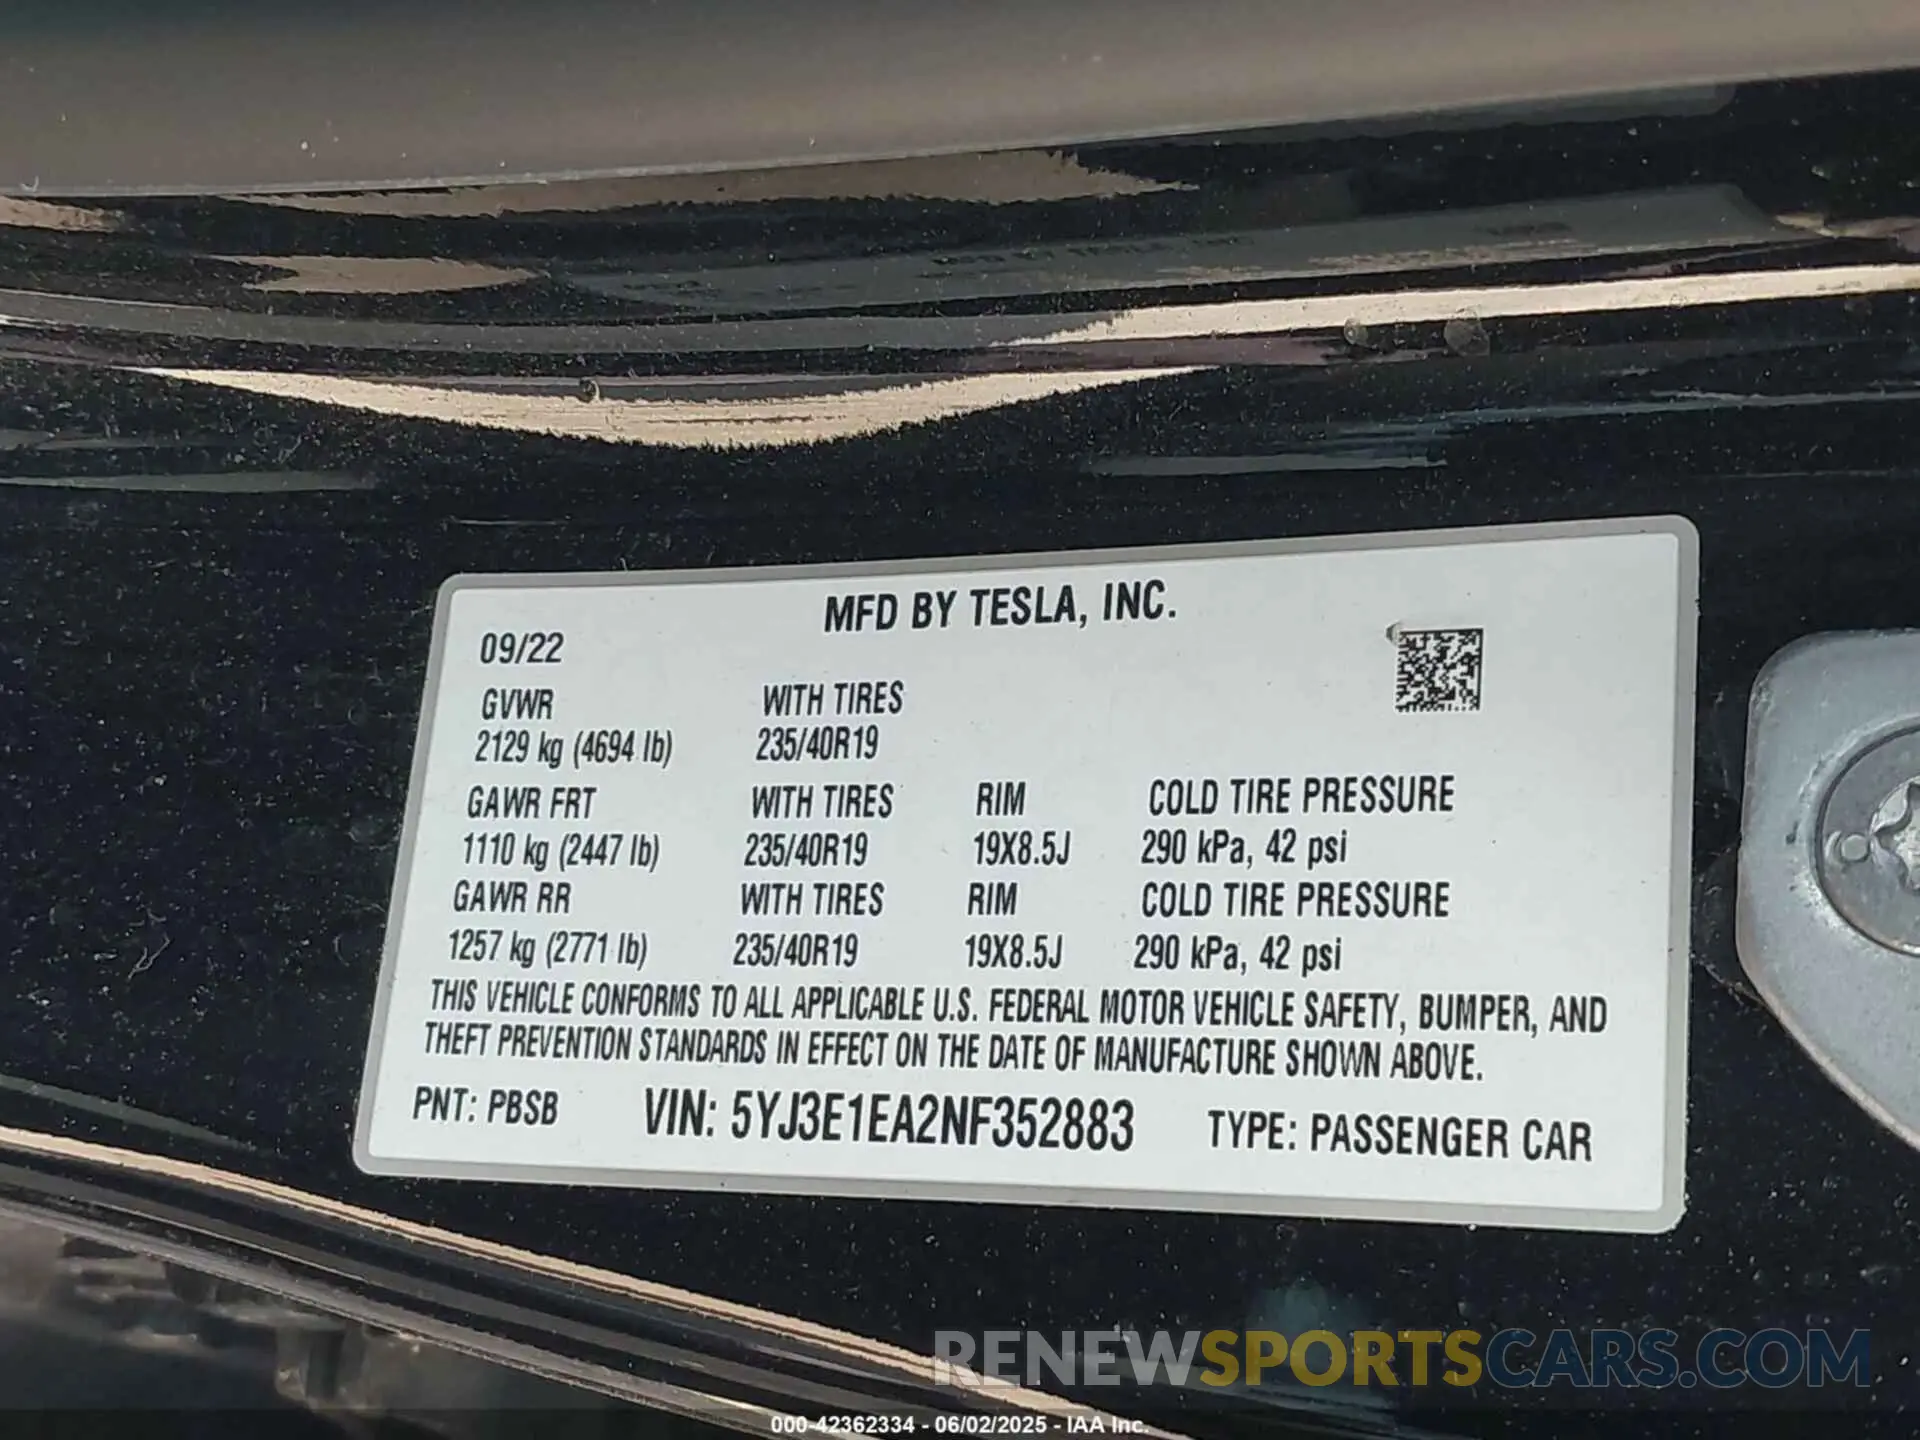 MFD BY TESLA, INC.
09/22
GVWR WITH TIRES
2129 kg (4694 lb) 235/40R19
GAWR FRT WITH TIRES RIM COLD TIRE PRESSURE
1110 kg (2447 lb) 235/40R19 19X8.5J 290 kPa, 42 psi
GAWR RR WITH TIRES RIM COLD TIRE PRESSURE
1257 kg (2771 lb) 235/40R19 19X8.5J 290 kPa, 42 psi
THIS VEHICLE CONFORMS TO ALL APPLICABLE U.S. FEDERAL MOTOR VEHICLE SAFETY, BUMPER, AND
THEFT PREVENTION STANDARDS IN EFFECT ON THE DATE OF MANUFACTURE SHOWN ABOVE.
PNT: PBSB VIN: 5YJ3E1EA2NF352883 TYPE: PASSENGER CAR
RENEWSPORTSCARS.COM
000-42362334 - 06/02/2025 - IAA Inc.